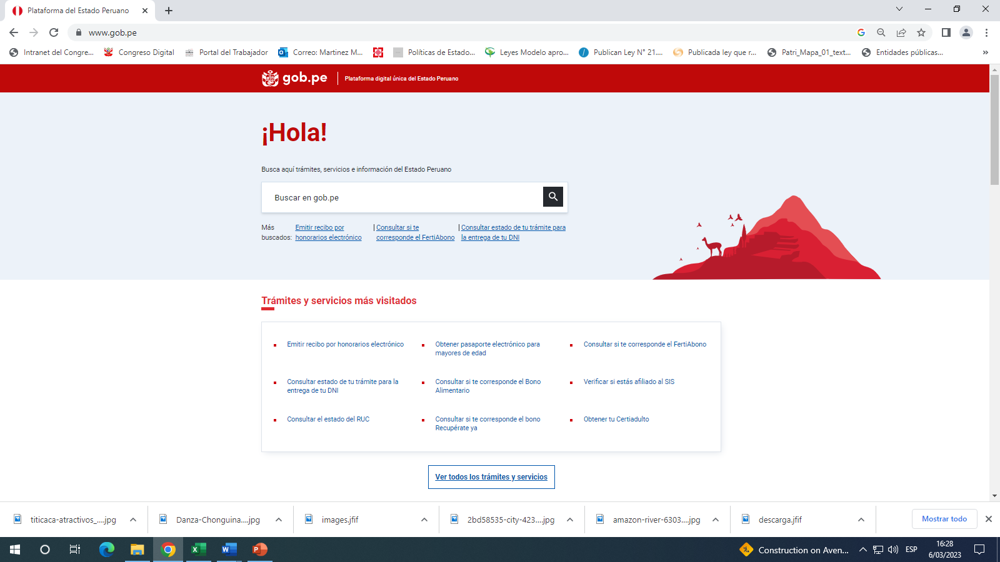 Plataforma del Estado Peruano
www.gob.pe
Intranet del Congre... Congreso Digital Portal del Trabajador Correo: Martinez M... Políticas de Estado... Leyes Modelo apro... Publican Ley N° 21.... Publicada ley que r... Patri_Mapa_01_text... Entidades públicas... »
gob.pe Plataforma digital única del Estado Peruano
¡Hola!
Busca aquí trámites, servicios e información del Estado Peruano
Buscar en gob.pe
Más buscados:
Emitir recibo por
honorarios electrónico
Consultar si te
corresponde el FertiAbono
Consultar estado de tu trámite para
la entrega de tu DNI
Trámites y servicios más visitados
Emitir recibo por honorarios electrónico
Obtener pasaporte electrónico para
mayores de edad
Consultar si te corresponde el FertiAbono
Consultar estado de tu trámite para la
entrega de tu DNI
Consultar si te corresponde el Bono
Alimentario
Verificar si estás afiliado al SIS
Consultar el estado del RUC
Consultar si te corresponde el bono
Recupérate ya
Obtener tu Certiadulto
Ver todos los trámites y servicios
titicaca-atractivos_....jpg Danza-Chonguina....jpg images.jfif 2bd58535-city-423....jpg amazon-river-6303....jpg descarga.jfif Mostrar todo
Construction on Aven... ESP
16:28
6/03/2023